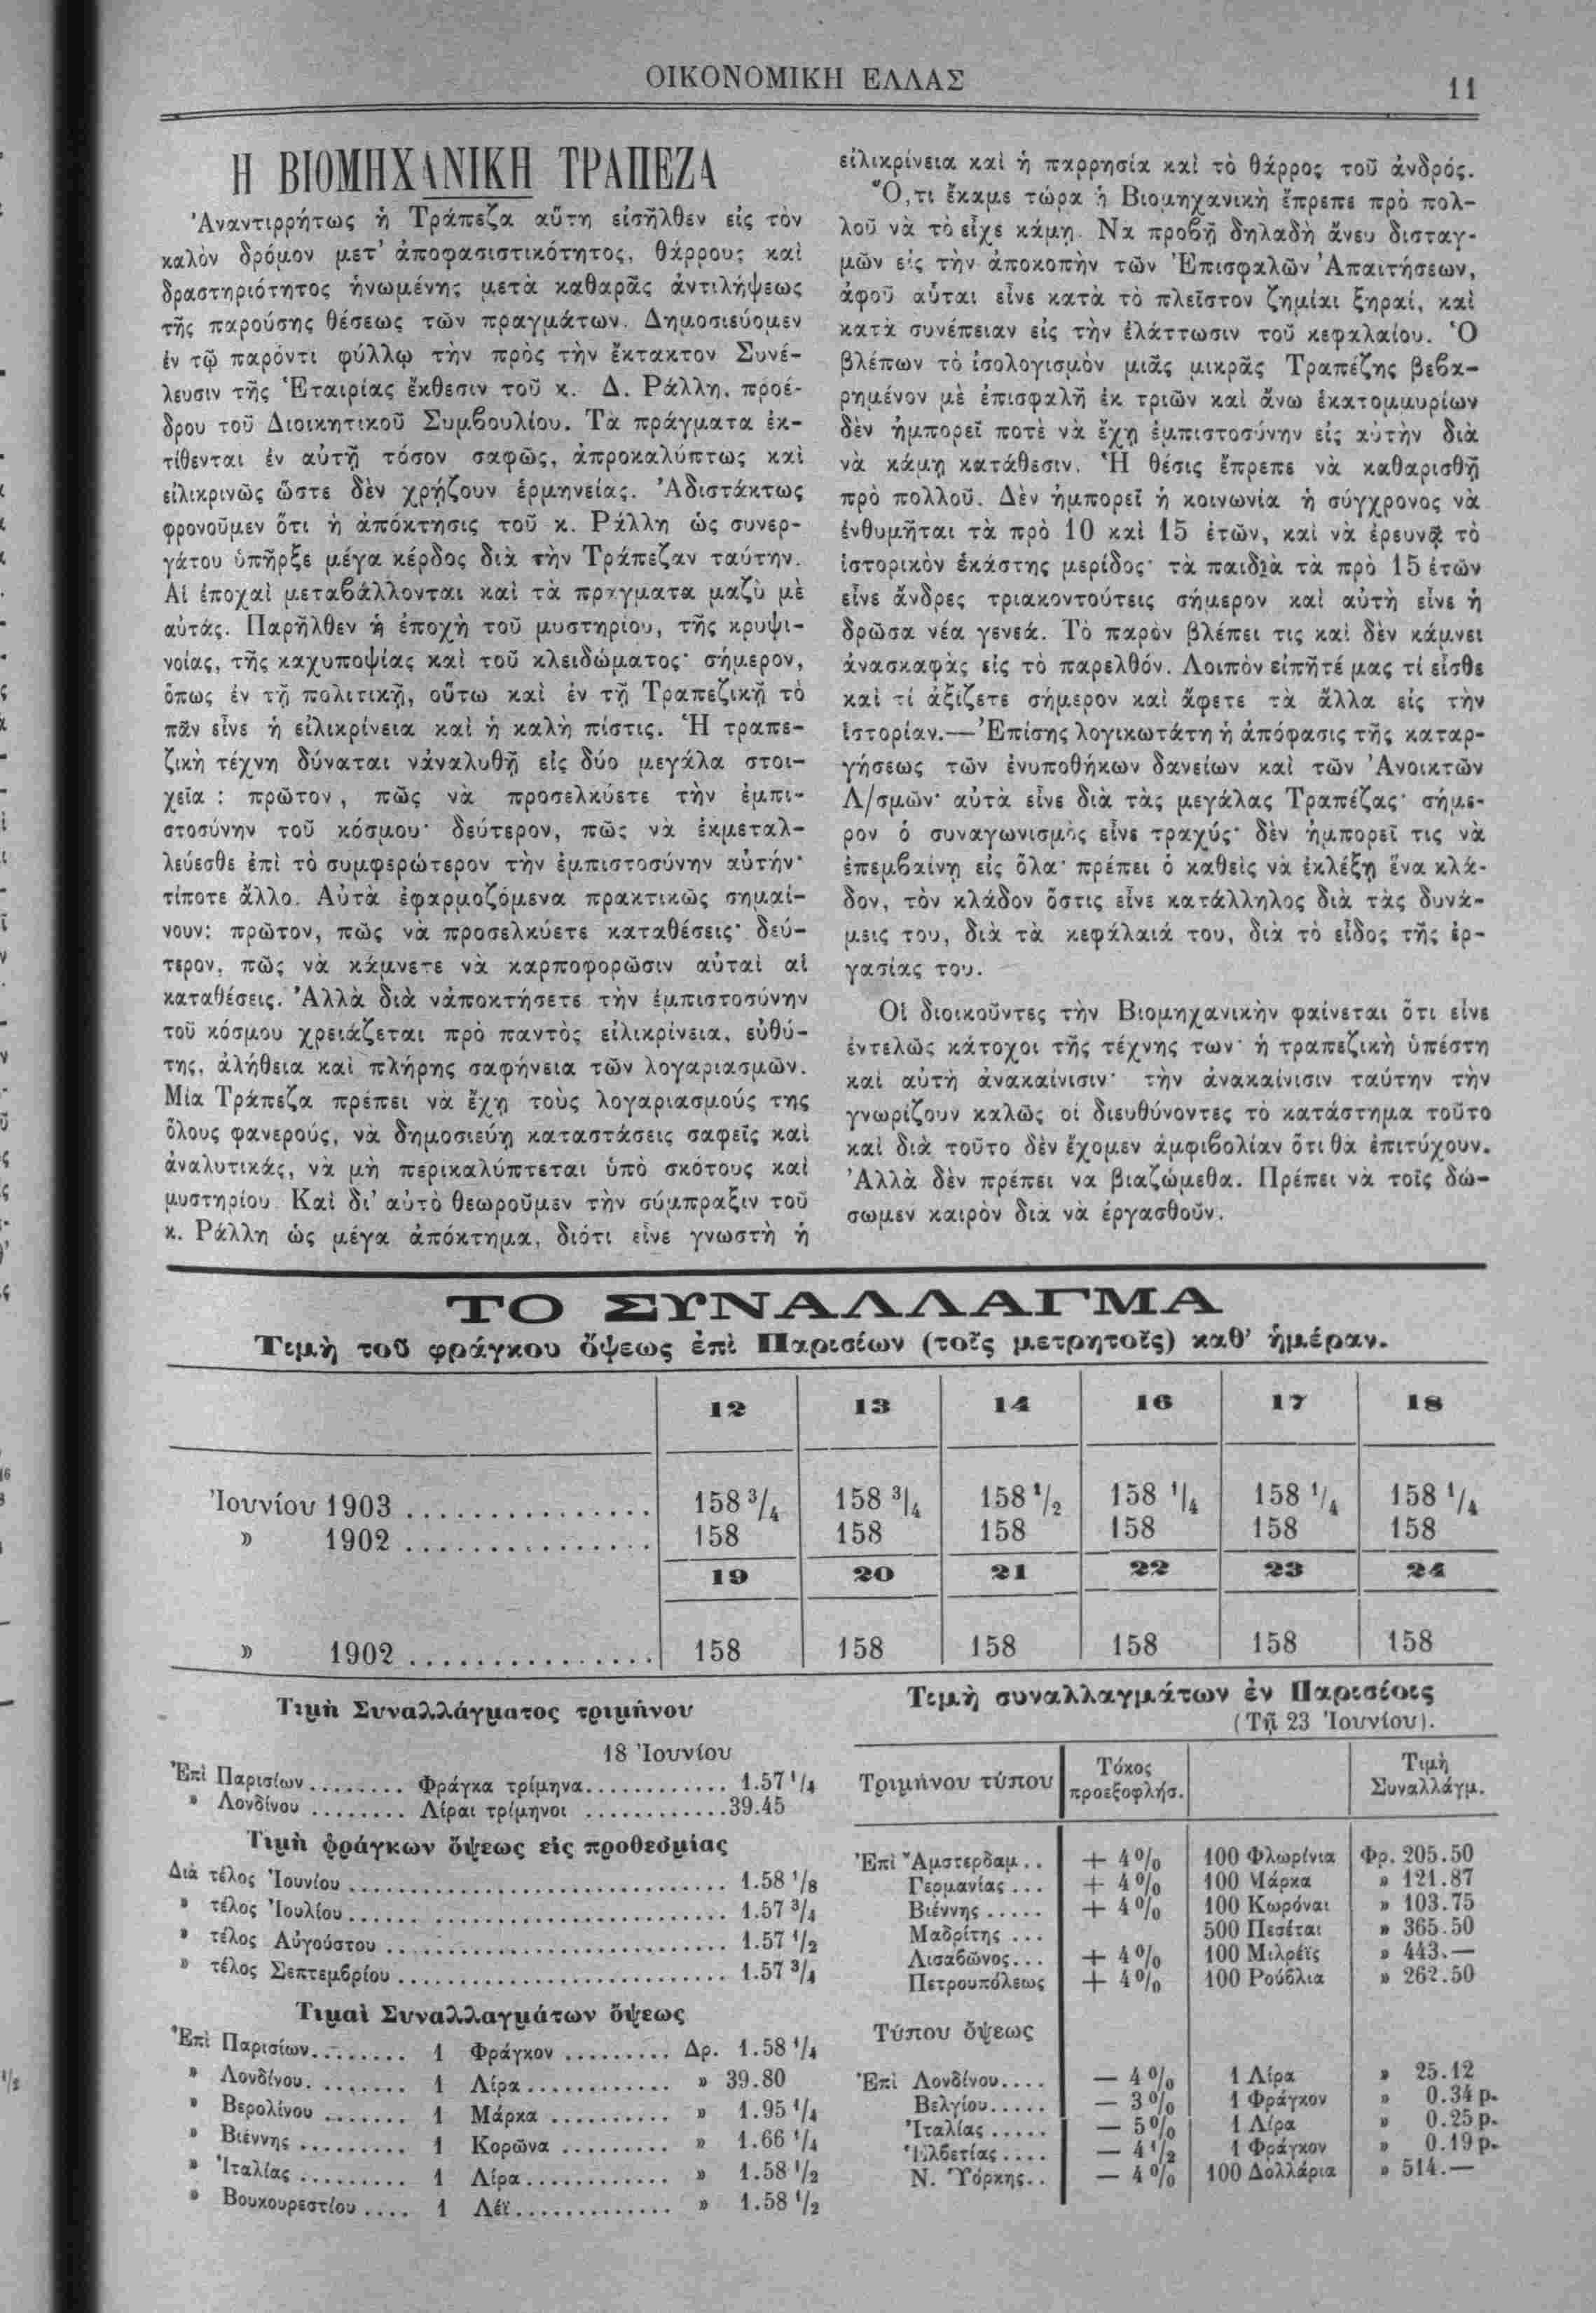 ΟΙΚΟΝΟΜΙΚΗ ΕΛΛΑΣ
11
Η ΒΙΟΜΗΧΑΝΙΚΗ ΤΡΑΠΕΖΑ
Ἀναντιρρήτως ἡ Τράπεζα αὕτη εἰσῆλθεν εἰς τὸν
καλὸν δρόμον μετ' ἀποφασιστικότητος, θάρρους καὶ
δραστηριότητος ἡνωμένης μετὰ καθαρᾶς ἀντιλήψεως
τῆς παρούσης θέσεως τῶν πραγμάτων. Δημοσιεύομεν
ἐν τῷ παρόντι φύλλῳ τὴν πρὸς τὴν ἔκτακτον Συνέ-
λευσιν τῆς Ἑταιρίας ἔκθεσιν τοῦ κ. Δ. Ράλλη, προέ-
δρου τοῦ Διοικητικοῦ Συμβουλίου. Τὰ πράγματα ἐκ-
τίθενται ἐν αὐτῇ τόσον σαφῶς, ἀπροκαλύπτως καὶ
εἰλικρινῶς ὥστε δὲν χρῄζουν ἑρμηνείας. Ἀδιστάκτως
φρονοῦμεν ὅτι ἡ ἀπόκτησις τοῦ κ. Ράλλη ὡς συνερ-
γάτου ὑπῆρξε μέγα κέρδος διὰ τὴν Τράπεζαν ταύτην.
Αἱ ἐποχαὶ μεταβάλλονται καὶ τὰ πράγματα μαζὺ μὲ
αὐτάς. Παρῆλθεν ἡ ἐποχὴ τοῦ μυστηρίου, τῆς κρυψι-
νοίας, τῆς καχυποψίας καὶ τοῦ κλειδώματος· σήμερον,
ὅπως ἐν τῇ πολιτικῇ, οὕτω καὶ ἐν τῇ Τραπεζικῇ τὸ
πᾶν εἶνε ἡ εἰλικρίνεια καὶ ἡ καλὴ πίστις. Ἡ τραπε-
ζικὴ τέχνη δύναται νἀναλυθῇ εἰς δύο μεγάλα στοι-
χεῖα : πρῶτον, πῶς νὰ προσελκύετε τὴν ἐμπι-
στοσύνην τοῦ κόσμου· δεύτερον, πῶς νὰ ἐκμεταλ-
λεύεσθε ἐπὶ τὸ συμφερώτερον τὴν ἐμπιστοσύνην αὐτήν·
τίποτε ἄλλο. Αὐτὰ ἐφαρμοζόμενα πρακτικῶς σημαί-
νουν: πρῶτον, πῶς νὰ προσελκύετε καταθέσεις· δεύ-
τερον, πῶς νὰ κάμνετε νὰ καρποφορῶσιν αὐταὶ αἱ
καταθέσεις. Ἀλλὰ διὰ νἀποκτήσετε τὴν ἐμπιστοσύνην
τοῦ κόσμου χρειάζεται πρὸ παντὸς εἰλικρίνεια, εὐθύ-
της, ἀλήθεια καὶ πλήρης σαφήνεια τῶν λογαριασμῶν.
Μία Τράπεζα πρέπει νὰ ἔχῃ τοὺς λογαριασμούς της
ὅλους φανερούς, νὰ δημοσιεύῃ καταστάσεις σαφεῖς καὶ
ἀναλυτικάς, νὰ μὴ περικαλύπτεται ὑπὸ σκότους καὶ
μυστηρίου. Καὶ δι' αὐτὸ θεωροῦμεν τὴν σύμπραξιν τοῦ
κ. Ράλλη ὡς μέγα ἀπόκτημα, διότι εἶνε γνωστὴ ἡ
εἰλικρίνεια καὶ ἡ παρρησία καὶ τὸ θάρρος τοῦ ἀνδρός.
Ὅ,τι ἔκαμε τώρα ἡ Βιομηχανικὴ ἔπρεπε πρὸ πολ-
λοῦ νὰ τὸ εἶχε κάμῃ. Νὰ προβῇ δηλαδὴ ἄνευ δισταγ-
μῶν εἰς τὴν ἀποκοπὴν τῶν Ἐπισφαλῶν Ἀπαιτήσεων,
ἀφοῦ αὗται εἶνε κατὰ τὸ πλεῖστον ζημίαι ξηραί, καὶ
κατὰ συνέπειαν εἰς τὴν ἐλάττωσιν τοῦ κεφαλαίου. Ὁ
βλέπων τὸ ἰσολογισμὸν μιᾶς μικρᾶς Τραπέζης βεβα-
ρημένον μὲ ἐπισφαλῆ ἐκ τριῶν καὶ ἄνω ἑκατομμυρίων
δὲν ἠμπορεῖ ποτὲ νὰ ἔχῃ ἐμπιστοσύνην εἰς αὐτὴν διὰ
νὰ κάμῃ κατάθεσιν. Ἡ θέσις ἔπρεπε νὰ καθαρισθῇ
πρὸ πολλοῦ. Δὲν ἠμπορεῖ ἡ κοινωνία ἡ σύγχρονος νὰ
ἐνθυμῆται τὰ πρὸ 10 καὶ 15 ἐτῶν, καὶ νὰ ἐρευνᾷ τὸ
ἱστορικὸν ἑκάστης μερίδος· τὰ παιδιὰ τὰ πρὸ 15 ἐτῶν
εἶνε ἄνδρες τριακοντούτεις σήμερον καὶ αὐτὴ εἶνε ἡ
δρῶσα νέα γενεά. Τὸ παρὸν βλέπει τις καὶ δὲν κάμνει
ἀνασκαφὰς εἰς τὸ παρελθόν. Λοιπὸν εἰπῆτέ μας τί εἶσθε
καὶ τί ἀξίζετε σήμερον καὶ ἄφετε τὰ ἄλλα εἰς τὴν
ἱστορίαν.—Ἐπίσης λογικωτάτη ἡ ἀπόφασις τῆς καταρ-
γήσεως τῶν ἐνυποθήκων δανείων καὶ τῶν Ἀνοικτῶν
Λ/σμῶν· αὐτὰ εἶνε διὰ τὰς μεγάλας Τραπέζας· σήμε-
ρον ὁ συναγωνισμὸς εἶνε τραχύς· δὲν ἠμπορεῖ τις νὰ
ἐπεμβαίνῃ εἰς ὅλα· πρέπει ὁ καθεὶς νὰ ἐκλέξῃ ἕνα κλά-
δον, τὸν κλάδον ὅστις εἶνε κατάλληλος διὰ τὰς δυνά-
μεις του, διὰ τὰ κεφάλαιά του, διὰ τὸ εἶδος τῆς ἐρ-
γασίας του.
Οἱ διοικοῦντες τὴν Βιομηχανικὴν φαίνεται ὅτι εἶνε
ἐντελῶς κάτοχοι τῆς τέχνης των· ἡ τραπεζικὴ ὑπέστη
καὶ αὐτὴ ἀνακαίνισιν· τὴν ἀνακαίνισιν ταύτην τὴν
γνωρίζουν καλῶς οἱ διευθύνοντες τὸ κατάστημα τοῦτο
καὶ διὰ τοῦτο δὲν ἔχομεν ἀμφιβολίαν ὅτι θὰ ἐπιτύχουν.
Ἀλλὰ δὲν πρέπει να βιαζώμεθα. Πρέπει νὰ τοῖς δώ-
σωμεν καιρὸν διὰ νὰ ἐργασθοῦν.
ΤΟ ΣΥΝΑΛΛΑΓΜΑ
Τιμὴ τοῦ φράγκου ὄψεως ἐπὶ Παρισίων (τοῖς μετρητοῖς) καθ' ἡμέραν.
12 13 14 16 17 18
Ἰουνίου 1903 ............... 158 3/4 158 3/4 158 1/2 158 1/4 158 1/4 158 1/4
» 1902 ............... 158 158 158 158 158 158
19 20 21 22 23 24
» 1902 ............... 158 158 158 158 158 158
Τιμὴ Συναλλάγματος τριμήνου
18 Ἰουνίου
Ἐπὶ Παρισίων ........ Φράγκα τρίμηνα ............ 1.57 1/4
» Λονδίνου ........ Λίραι τρίμηνοι ............ 39.45
Τιμὴ φράγκων ὄψεως εἰς προθεσμίας
Διὰ τέλος Ἰουνίου ............ 1.58 1/8
» τέλος Ἰουλίου ............ 1.57 3/4
» τέλος Αὐγούστου ............ 1.57 1/2
» τέλος Σεπτεμβρίου ............ 1.57 3/4
Τιμαὶ Συναλλαγμάτων ὄψεως
Ἐπὶ Παρισίων ........ 1 Φράγκον ......... Δρ. 1.58 1/4
» Λονδίνου ........ 1 Λίρα ............ » 39.80
» Βερολίνου ....... 1 Μάρκα .......... » 1.95 1/4
» Βιέννης ......... 1 Κορῶνα ......... » 1.66 1/4
» Ἰταλίας ......... 1 Λίρα ............ » 1.58 1/2
» Βουκουρεστίου .... 1 Λέϊ ............. » 1.58 1/2
Τιμὴ συναλλαγμάτων ἐν Παρισίοις
(Τῇ 23 Ἰουνίου).
Τριμήνου τύπου Τόκος προεξοφλήσ. Τιμὴ Συναλλάγμ.
Ἐπὶ Ἀμστερδαμ.. + 4% 100 Φλωρίνια Φρ. 205.50
Γερμανίας ... + 4% 100 Μάρκα » 121.87
Βιέννης ..... + 4% 100 Κωρόναι » 103.75
Μαδρίτης ... 500 Πεσέται » 365.50
Λισαβῶνος... + 4% 100 Μιλρέϊς » 443.—
Πετρουπόλεως + 4% 100 Ρούβλια » 262.50
Τύπου ὄψεως
Ἐπὶ Λονδίνου.... — 4% 1 Λίρα » 25.12
Βελγίου..... — 3% 1 Φράγκον » 0.34 p.
Ἰταλίας ..... — 5% 1 Λίρα » 0.25 p.
Ἑλβετίας .... — 4 1/2 1 Φράγκον » 0.19 p.
Ν. Ὑόρκης.. — 4% 100 Δολλάρια » 514.—